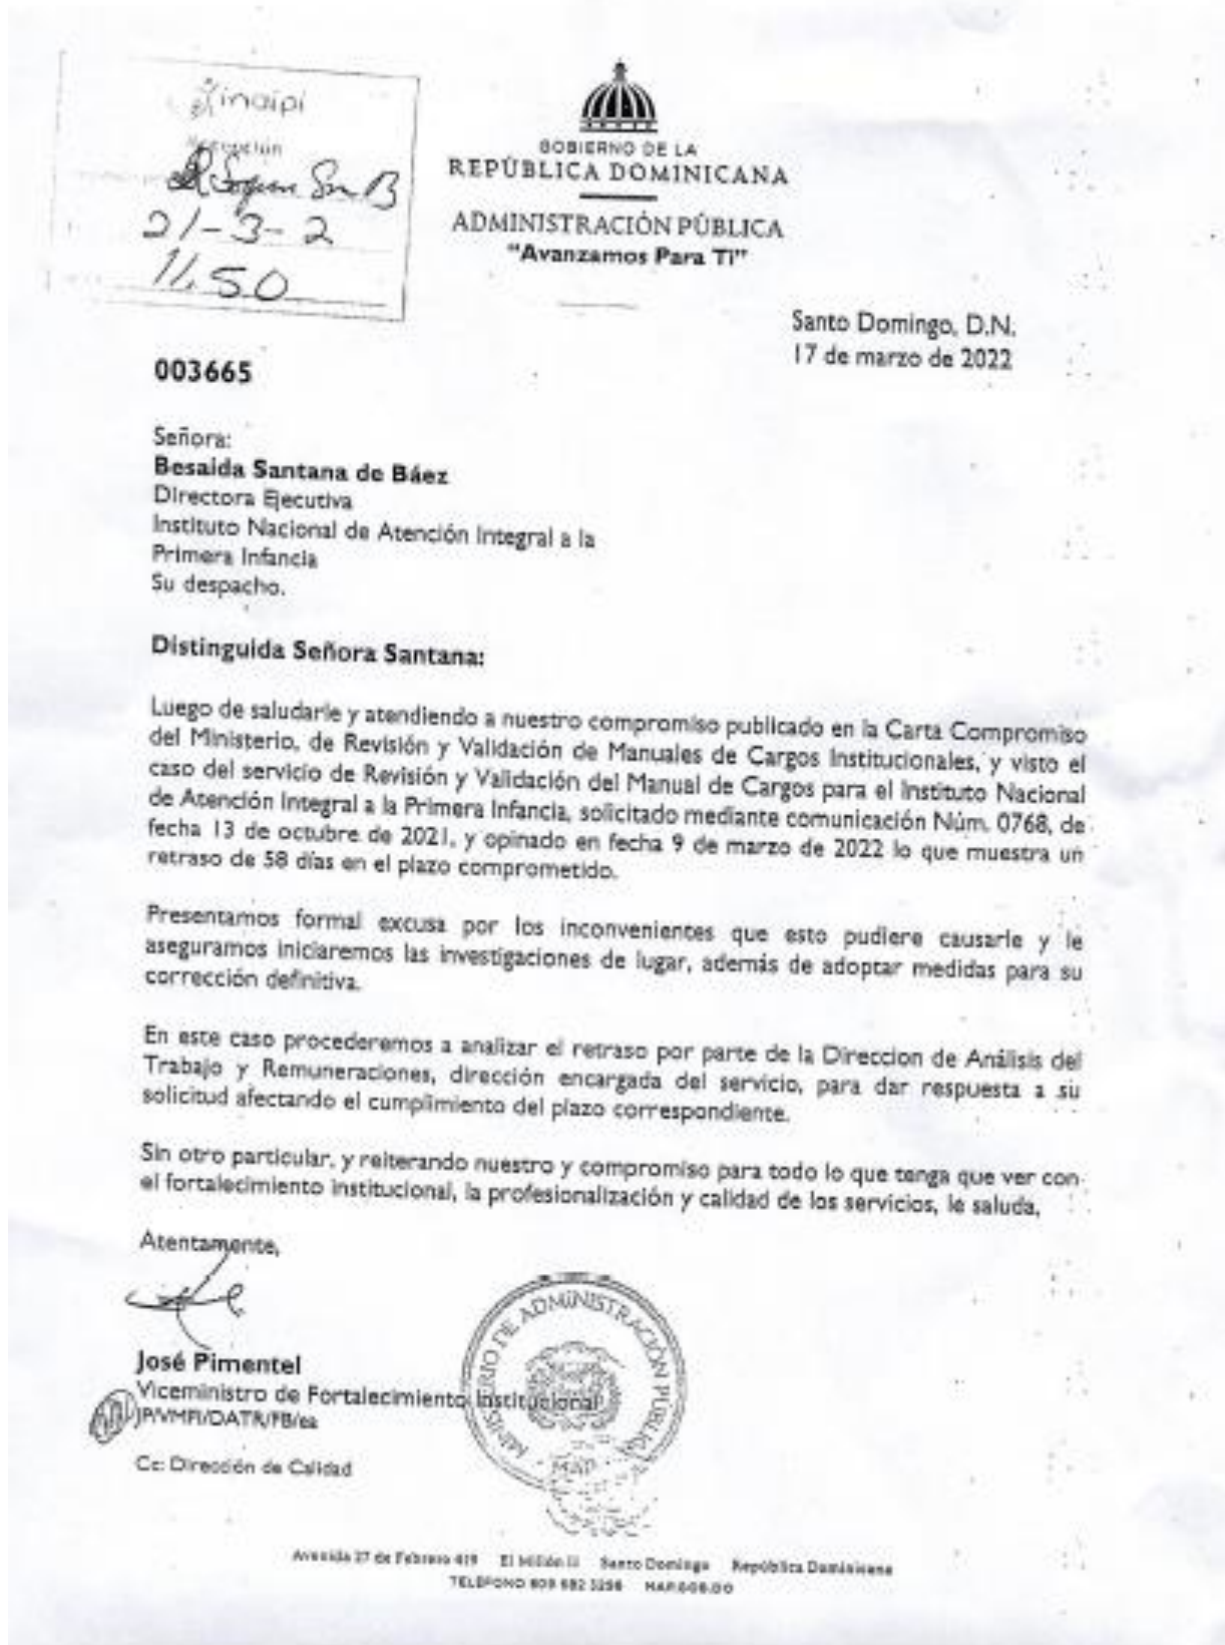 inaipi
Recepción
21-3-2
11.50
GOBIERNO DE LA
REPÚBLICA DOMINICANA
ADMINISTRACIÓN PÚBLICA
"Avanzamos Para Ti"
Santo Domingo, D.N.
17 de marzo de 2022
003665
Señora:
Besaida Santana de Báez
Directora Ejecutiva
Instituto Nacional de Atención Integral a la
Primera Infancia
Su despacho.
Distinguida Señora Santana:
Luego de saludarle y atendiendo a nuestro compromiso publicado en la Carta Compromiso
del Ministerio, de Revisión y Validación de Manuales de Cargos Institucionales, y visto el
caso del servicio de Revisión y Validación del Manual de Cargos para el Instituto Nacional
de Atención Integral a la Primera Infancia, solicitado mediante comunicación Núm. 0768, de
fecha 13 de octubre de 2021, y opinado en fecha 9 de marzo de 2022 lo que muestra un
retraso de 58 días en el plazo comprometido.
Presentamos formal excusa por los inconvenientes que esto pudiere causarle y le
aseguramos iniciaremos las investigaciones de lugar, además de adoptar medidas para su
corrección definitiva.
En este caso procederemos a analizar el retraso por parte de la Direccion de Análisis del
Trabajo y Remuneraciones, dirección encargada del servicio, para dar respuesta a su
solicitud afectando el cumplimiento del plazo correspondiente.
Sin otro particular, y reiterando nuestro y compromiso para todo lo que tenga que ver con
el fortalecimiento institucional, la profesionalización y calidad de los servicios, le saluda,
Atentamente,
José Pimentel
Viceministro de Fortalecimiento Institucional
JP/VMFI/DATR/FB/ea
Cc: Dirección de Calidad
MINISTERIO DE ADMINISTRACIÓN PÚBLICA
MAP
Avenida 27 de Febrero 419 El Millón II Santo Domingo República Dominicana
TELÉFONO 809 682 3298 MAP.GOB.DO